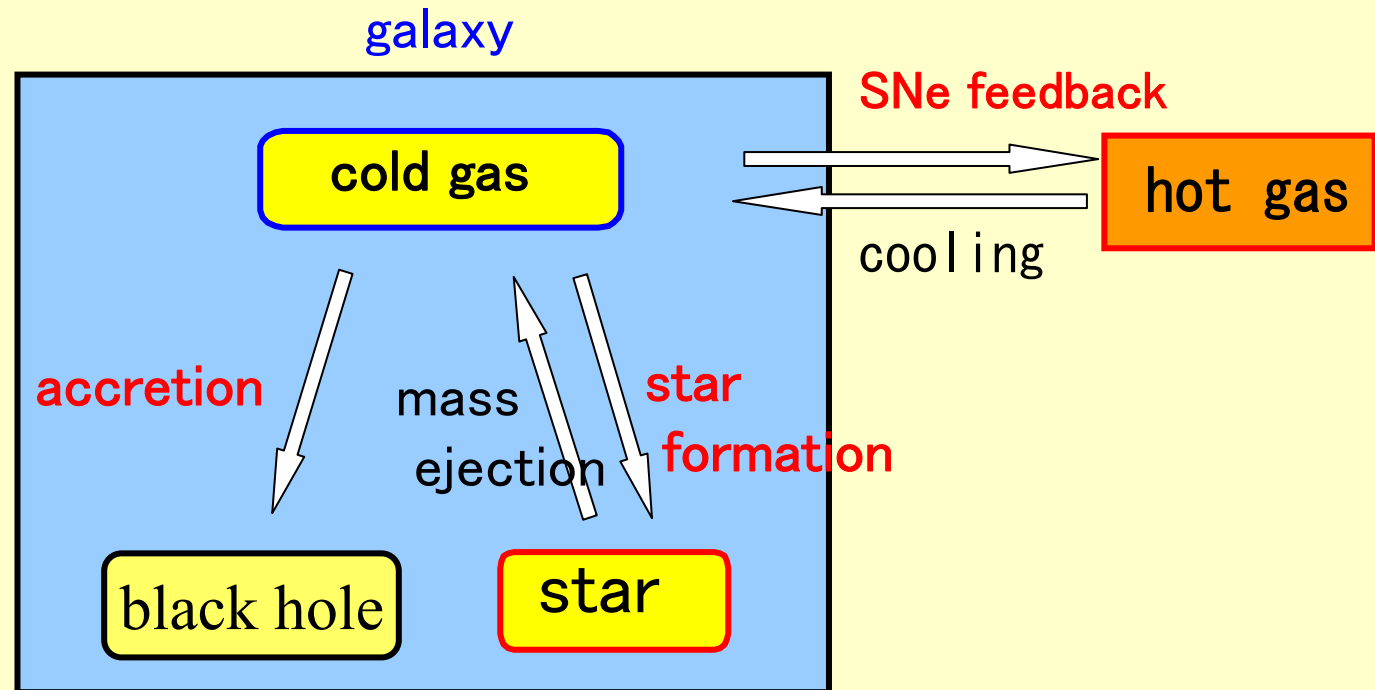 galaxy
SNe feedback
cold gas
hot gas
cooling
accretion
mass
ejection
star
formation
black hole
star